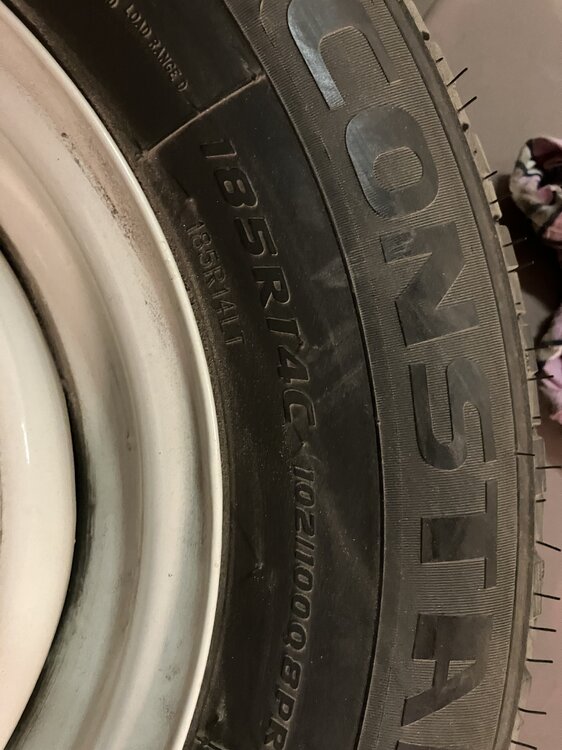 LOAD RANGE D
CONSTA
185R14C 102/100Q 8PR
185R14LT